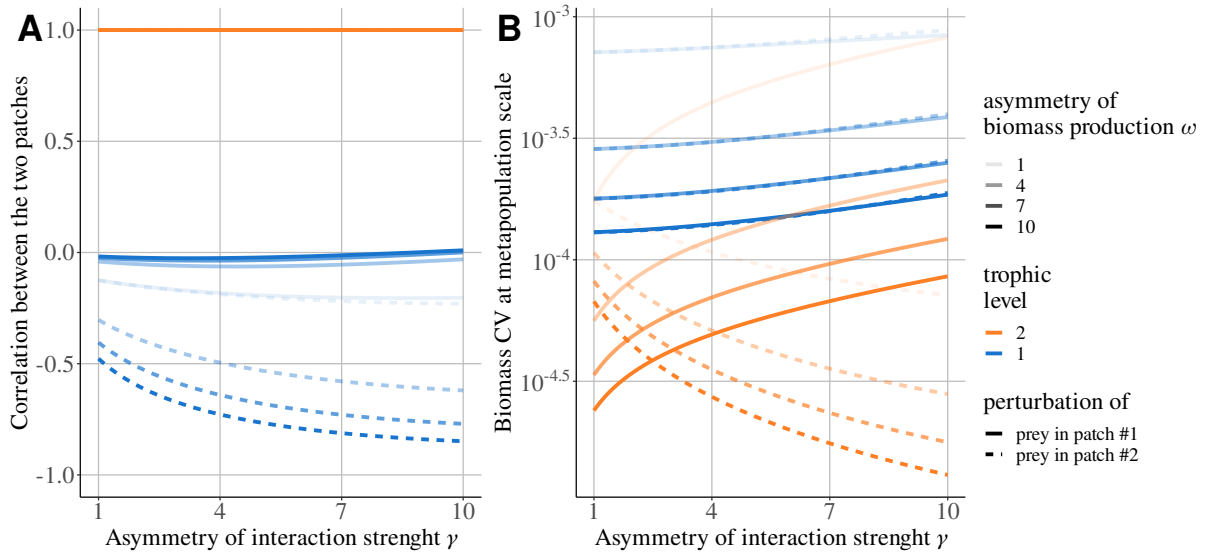 A
Correlation between the two patches
1.0
0.5
0.0
-0.5
-1.0
1
4
7
10
Asymmetry of interaction strenght γ
B
Biomass CV at metapopulation scale
10^-3
10^-3.5
10^-4
10^-4.5
1
4
7
10
Asymmetry of interaction strenght γ
asymmetry of
biomass production ω
1
4
7
10
trophic
level
2
1
perturbation of
prey in patch #1
prey in patch #2